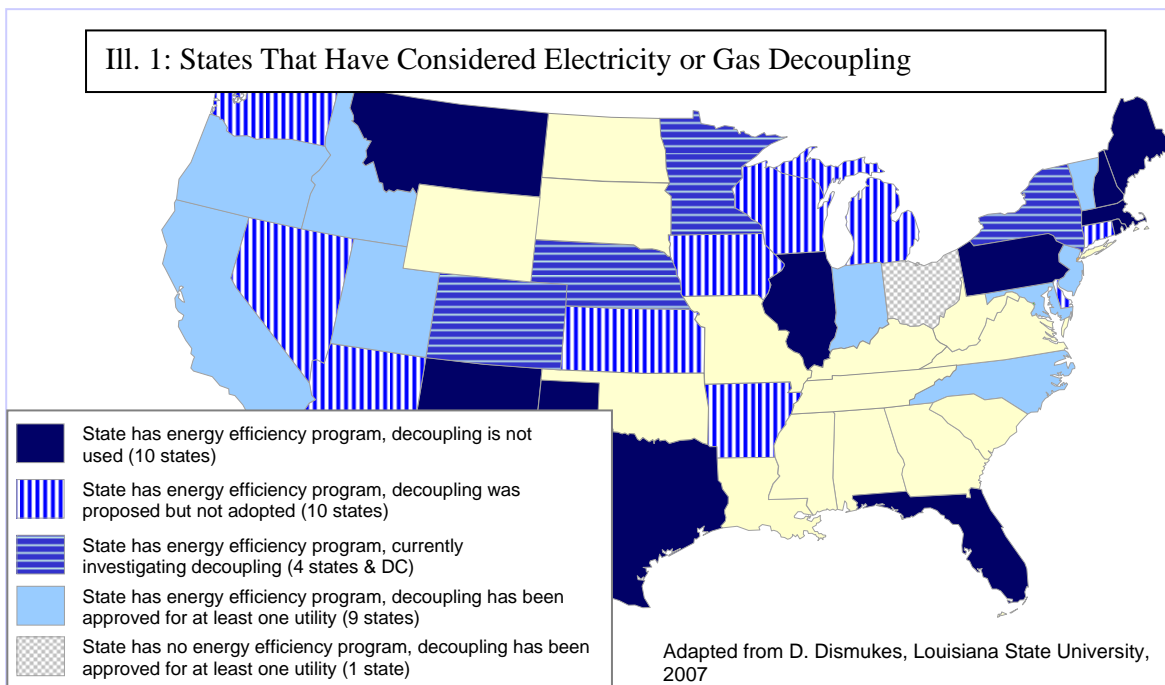 Ill. 1: States That Have Considered Electricity or Gas Decoupling
State has energy efficiency program, decoupling is not
used (10 states)
State has energy efficiency program, decoupling was
proposed but not adopted (10 states)
State has energy efficiency program, currently
investigating decoupling (4 states & DC)
State has energy efficiency program, decoupling has been
approved for at least one utility (9 states)
State has no energy efficiency program, decoupling has been
approved for at least one utility (1 state)
Adapted from D. Dismukes, Louisiana State University,
2007